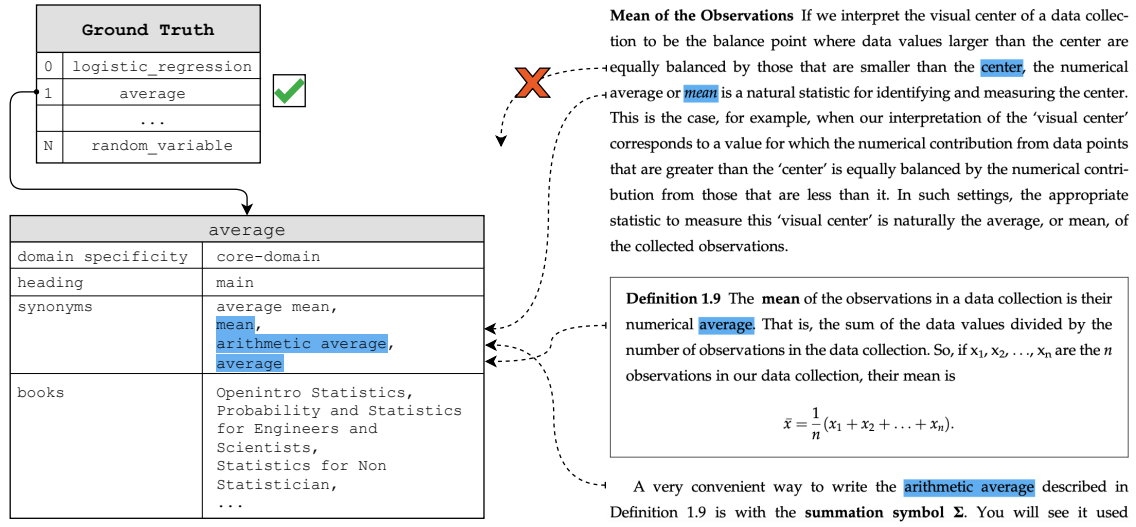 Ground Truth
0 logistic_regression
1 average
...
N random_variable
average
domain specificity core-domain
heading main
synonyms average mean,
mean,
arithmetic average,
average
books Openintro Statistics,
Probability and Statistics
for Engineers and
Scientists,
Statistics for Non
Statistician,
...
Mean of the Observations If we interpret the visual center of a data collec-
tion to be the balance point where data values larger than the center are
equally balanced by those that are smaller than the center, the numerical
average or mean is a natural statistic for identifying and measuring the center.
This is the case, for example, when our interpretation of the ‘visual center’
corresponds to a value for which the numerical contribution from data points
that are greater than the ‘center’ is equally balanced by the numerical contri-
bution from those that are less than it. In such settings, the appropriate
statistic to measure this ‘visual center’ is naturally the average, or mean, of
the collected observations.
Definition 1.9 The mean of the observations in a data collection is their
numerical average. That is, the sum of the data values divided by the
number of observations in the data collection. So, if x₁, x₂, . . ., xₙ are the n
observations in our data collection, their mean is
x̄ = 1/n (x₁ + x₂ + . . . + xₙ).
A very convenient way to write the arithmetic average described in
Definition 1.9 is with the summation symbol Σ. You will see it used